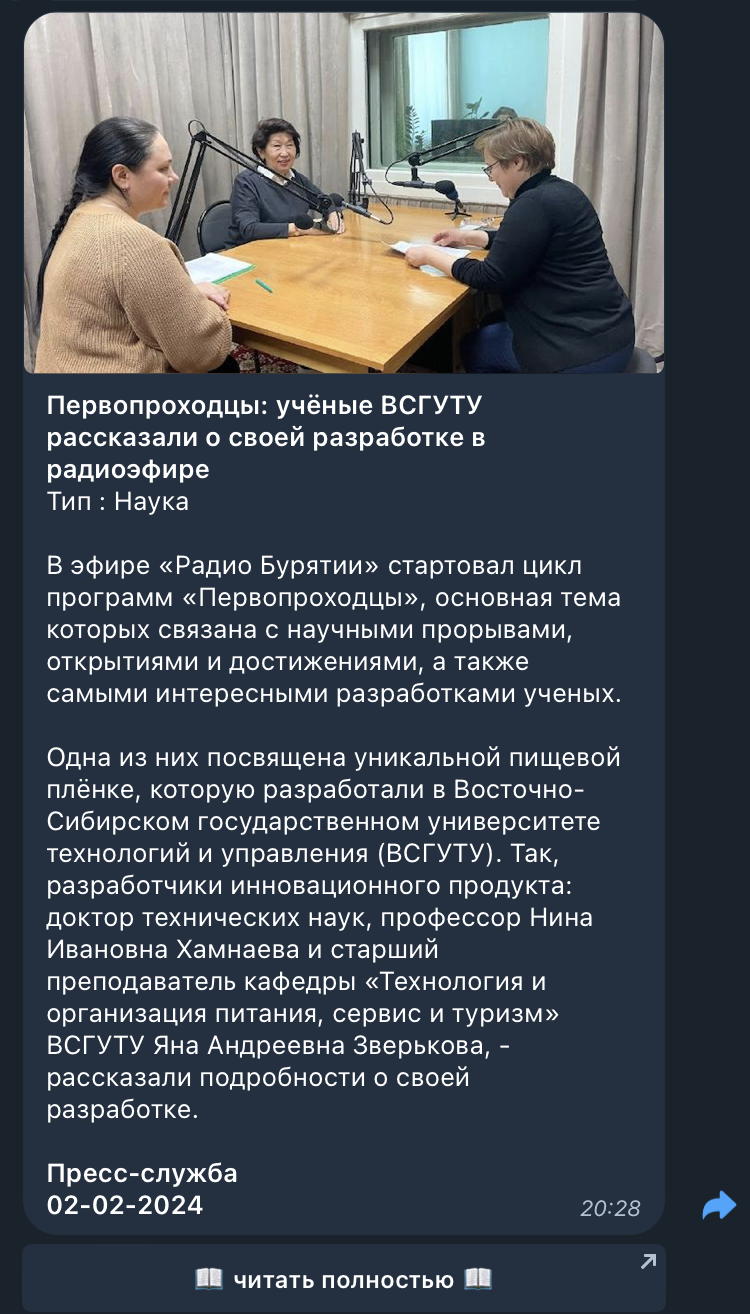 Первопроходцы: учёные ВСГУТУ
рассказали о своей разработке в
радиоэфире
Тип : Наука
В эфире «Радио Бурятии» стартовал цикл
программ «Первопроходцы», основная тема
которых связана с научными прорывами,
открытиями и достижениями, а также
самыми интересными разработками ученых.
Одна из них посвящена уникальной пищевой
плёнке, которую разработали в Восточно-
Сибирском государственном университете
технологий и управления (ВСГУТУ). Так,
разработчики инновационного продукта:
доктор технических наук, профессор Нина
Ивановна Хамнаева и старший
преподаватель кафедры «Технология и
организация питания, сервис и туризм»
ВСГУТУ Яна Андреевна Зверькова, -
рассказали подробности о своей
разработке.
Пресс-служба
02-02-2024
20:28
📖 читать полностью 📖